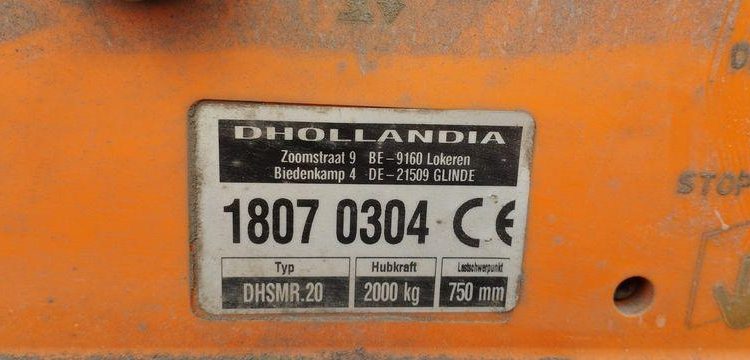 DHOLLANDIA
Zoomstraat 9 BE-9160 Lokeren
Biedenkamp 4 DE-21509 GLINDE
1807 0304 CE
Typ Hubkraft Lastschwerpunkt
DHSMR.20 2000 kg 750 mm
STOP